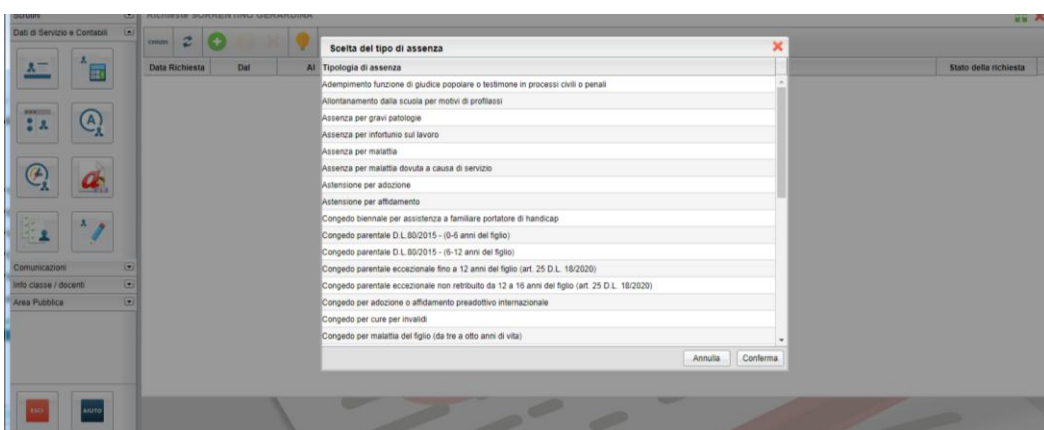 Scrutini
Richieste SORRENTINO GERARDINA
Dati di Servizio e Contabili
Scelta del tipo di assenza
Data Richiesta Dal Al Tipologia di assenza Stato della richiesta
Adempimento funzione di giudice popolare o testimone in processi civili o penali
Allontanamento dalla scuola per motivi di profilassi
Assenza per gravi patologie
Assenza per infortunio sul lavoro
Assenza per malattia
Assenza per malattia dovuta a causa di servizio
Astensione per adozione
Astensione per affidamento
Congedo biennale per assistenza a familiare portatore di handicap
Congedo parentale D.L.80/2015 - (0-6 anni del figlio)
Congedo parentale D.L.80/2015 - (6-12 anni del figlio)
Congedo parentale eccezionale fino a 12 anni del figlio (art. 25 D.L. 18/2020)
Congedo parentale eccezionale non retribuito da 12 a 16 anni del figlio (art. 25 D.L. 18/2020)
Congedo per adozione o affidamento preadottivo internazionale
Congedo per cure per invalidi
Congedo per malattia del figlio (da tre a otto anni di vita)
Comunicazioni
Info classe / docenti
Area Pubblica
Annulla Conferma
ESCI AIUTO